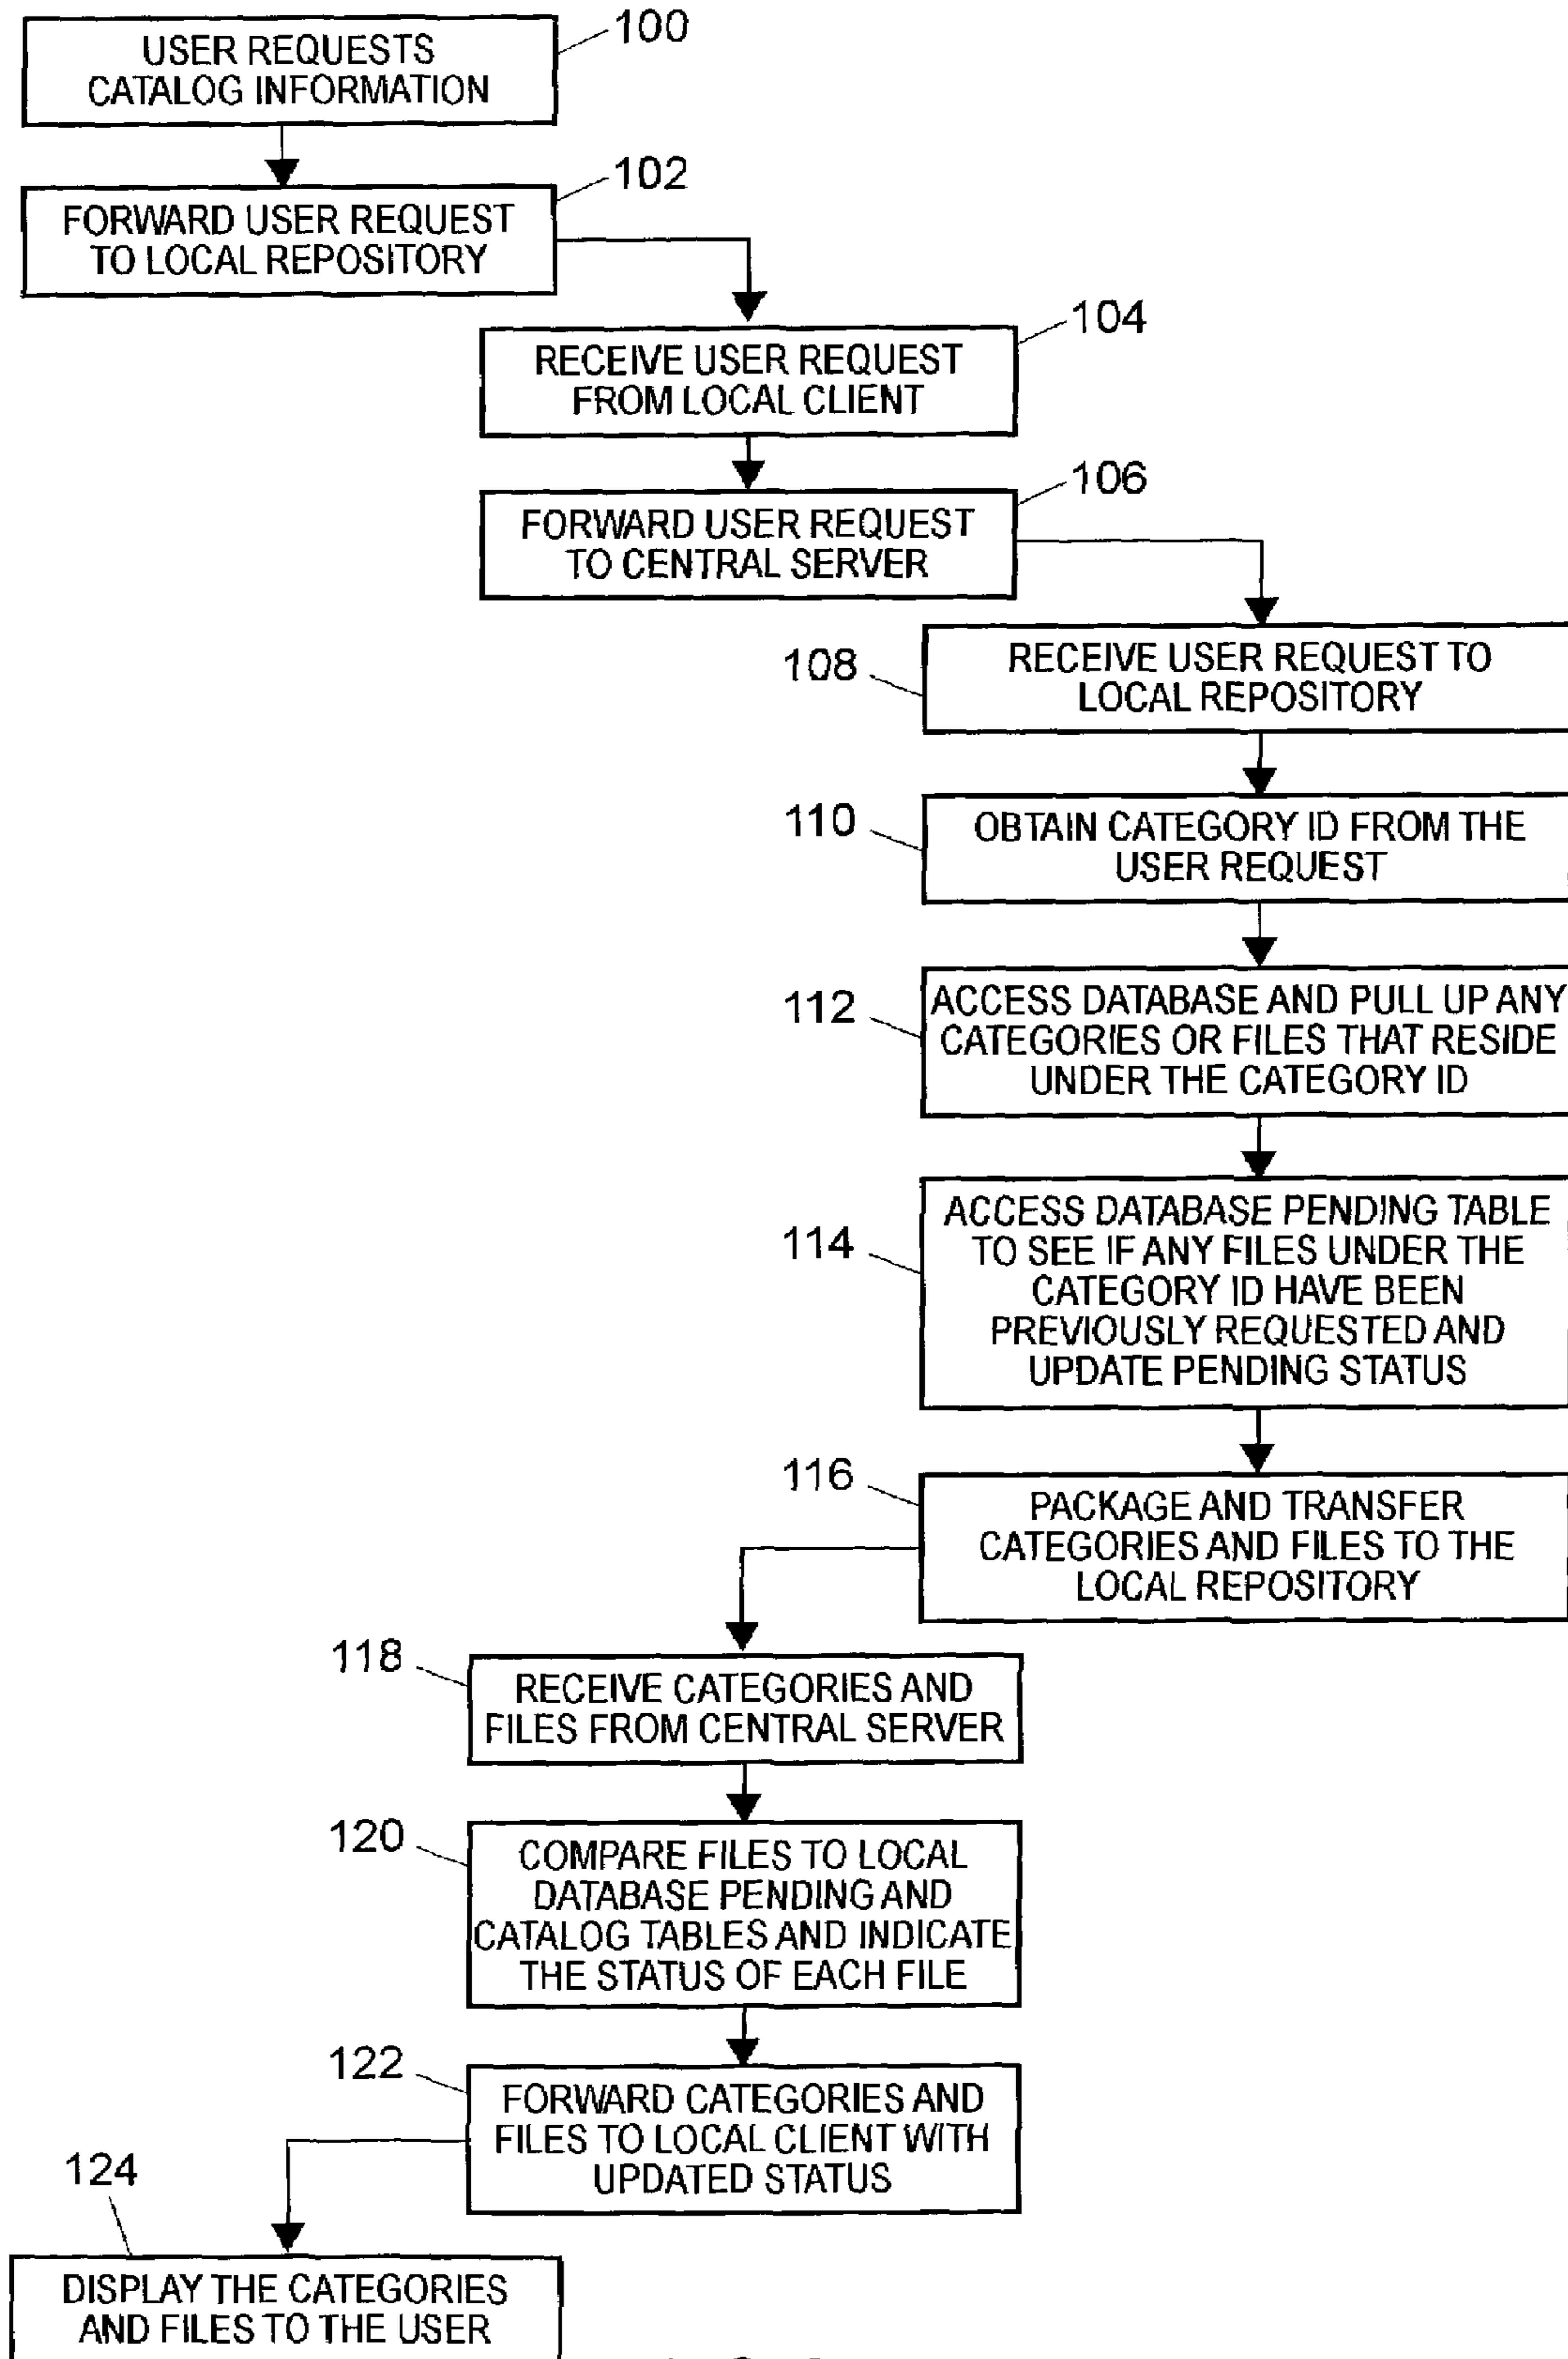 100
USER REQUESTS
CATALOG INFORMATION
102
FORWARD USER REQUEST
TO LOCAL REPOSITORY
104
RECEIVE USER REQUEST
FROM LOCAL CLIENT
106
FORWARD USER REQUEST
TO CENTRAL SERVER
108
RECEIVE USER REQUEST TO
LOCAL REPOSITORY
110
OBTAIN CATEGORY ID FROM THE
USER REQUEST
112
ACCESS DATABASE AND PULL UP ANY
CATEGORIES OR FILES THAT RESIDE
UNDER THE CATEGORY ID
114
ACCESS DATABASE PENDING TABLE
TO SEE IF ANY FILES UNDER THE
CATEGORY ID HAVE BEEN
PREVIOUSLY REQUESTED AND
UPDATE PENDING STATUS
116
PACKAGE AND TRANSFER
CATEGORIES AND FILES TO THE
LOCAL REPOSITORY
118
RECEIVE CATEGORIES AND
FILES FROM CENTRAL SERVER
120
COMPARE FILES TO LOCAL
DATABASE PENDING AND
CATALOG TABLES AND INDICATE
THE STATUS OF EACH FILE
122
FORWARD CATEGORIES AND
FILES TO LOCAL CLIENT WITH
UPDATED STATUS
124
DISPLAY THE CATEGORIES
AND FILES TO THE USER